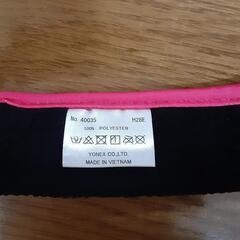 No. 40035 H28E
100% POLYESTER
YONEX CO.,LTD.
MADE IN VIETNAM